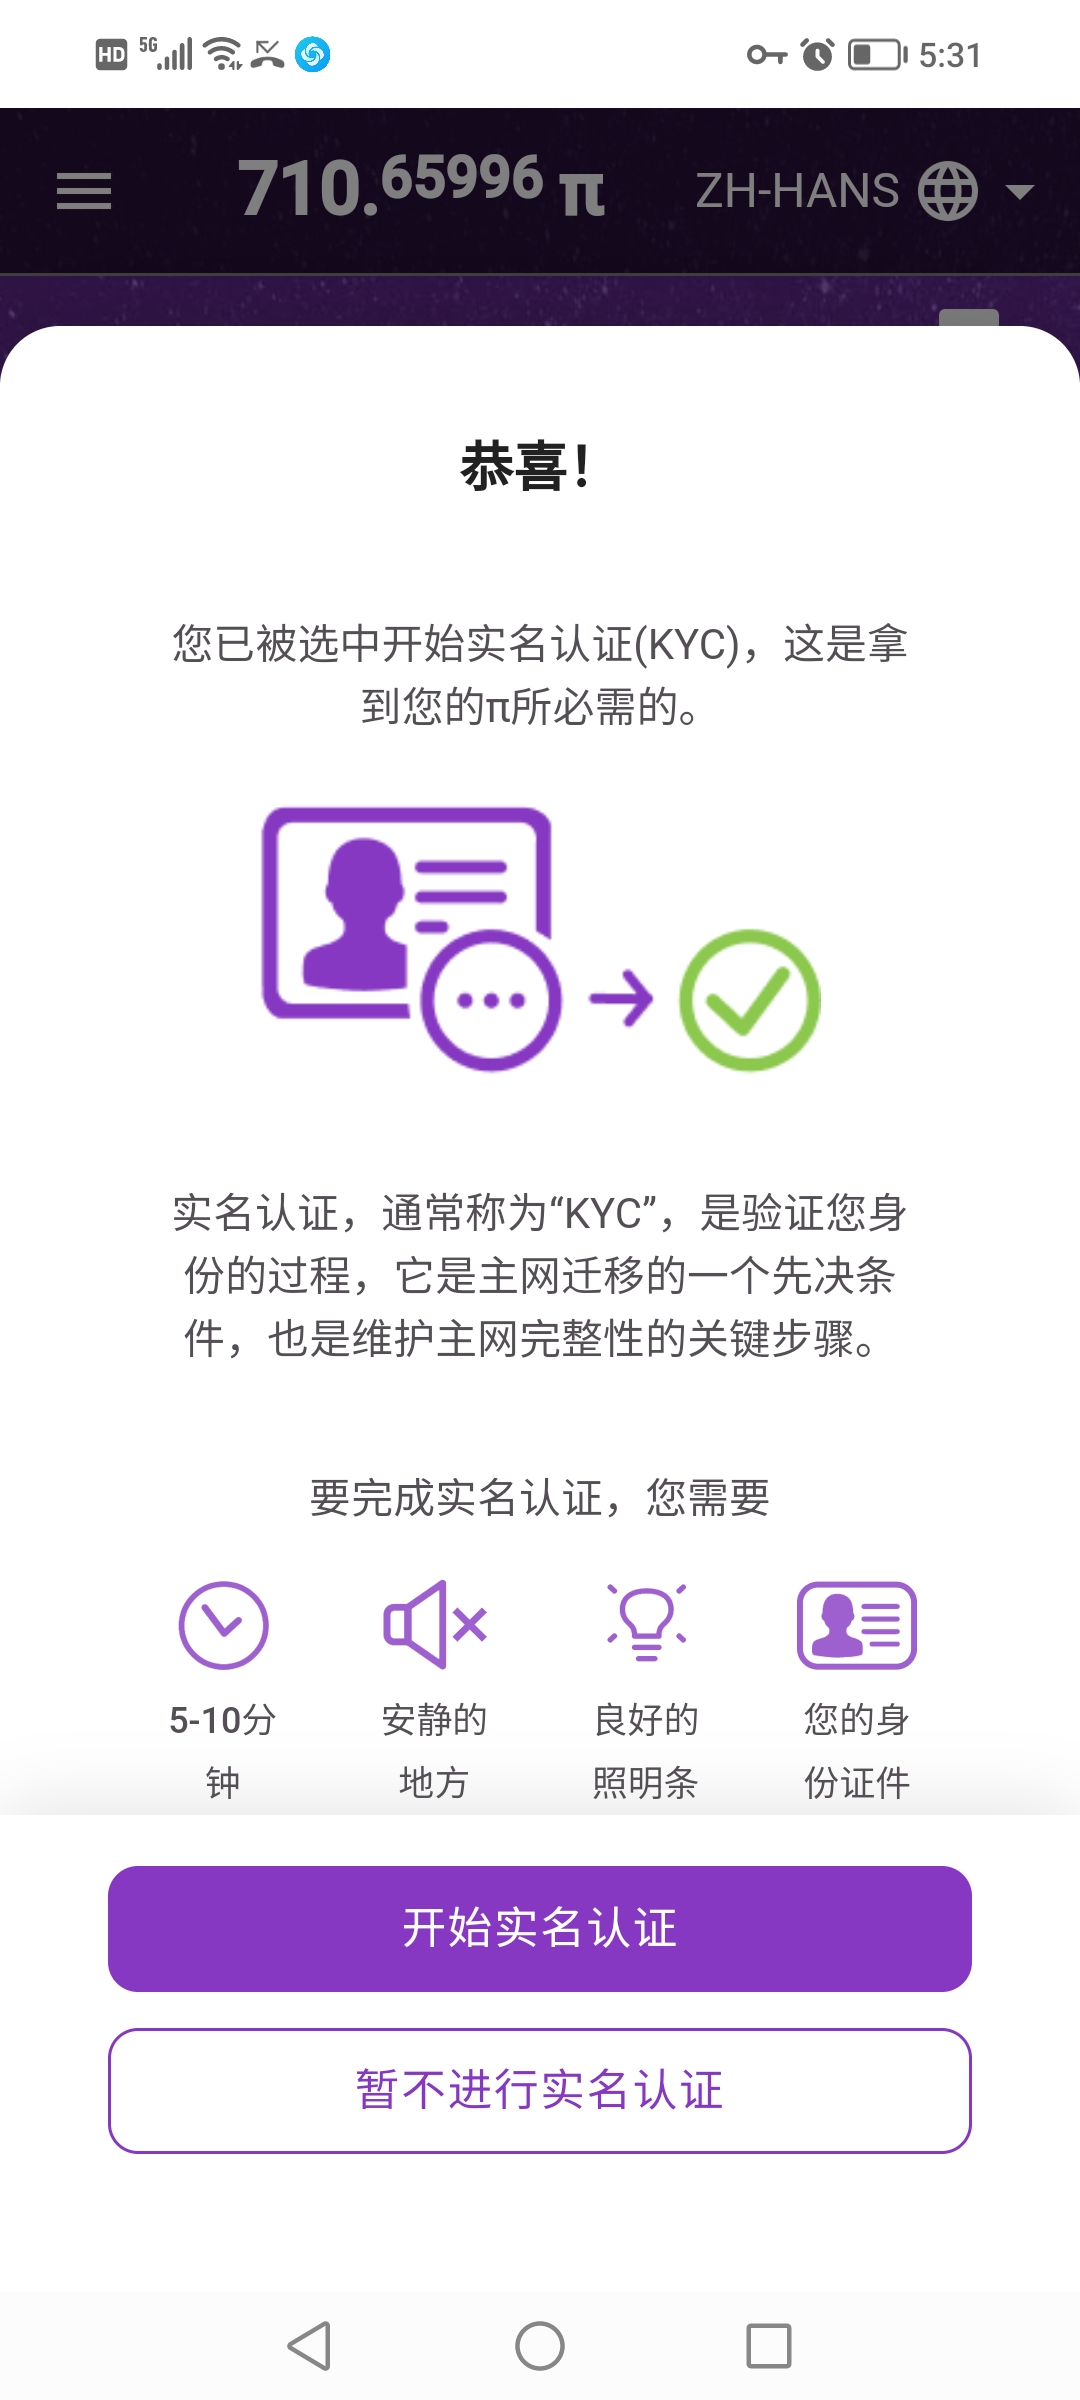 HD 5G 5:31
710.65996 π ZH-HANS
恭喜！
您已被选中开始实名认证(KYC)，这是拿
到您的π所必需的。
实名认证，通常称为“KYC”，是验证您身
份的过程，它是主网迁移的一个先决条
件，也是维护主网完整性的关键步骤。
要完成实名认证，您需要
5-10分 安静的 良好的 您的身
钟 地方 照明条 份证件
开始实名认证
暂不进行实名认证